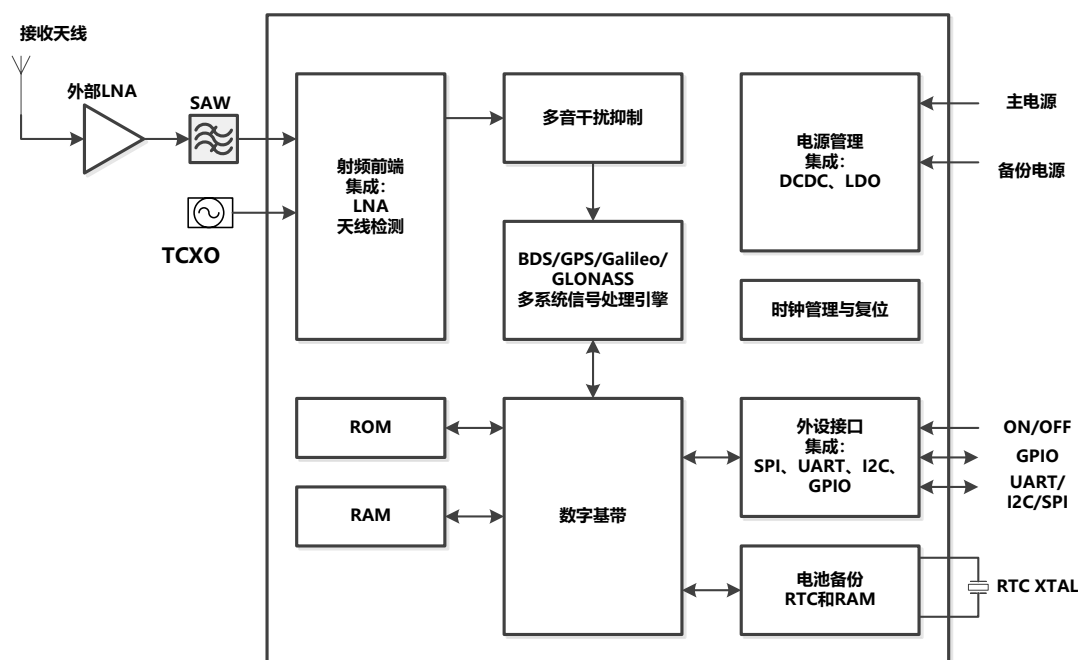 接收天线
外部LNA
SAW
TCXO
射频前端
集成：
LNA
天线检测
多音干扰抑制
BDS/GPS/Galileo/
GLONASS
多系统信号处理引擎
电源管理
集成：
DCDC、LDO
主电源
备份电源
时钟管理与复位
ROM
RAM
数字基带
外设接口
集成：
SPI、UART、I2C、
GPIO
ON/OFF
GPIO
UART/
I2C/SPI
电池备份
RTC和RAM
RTC XTAL